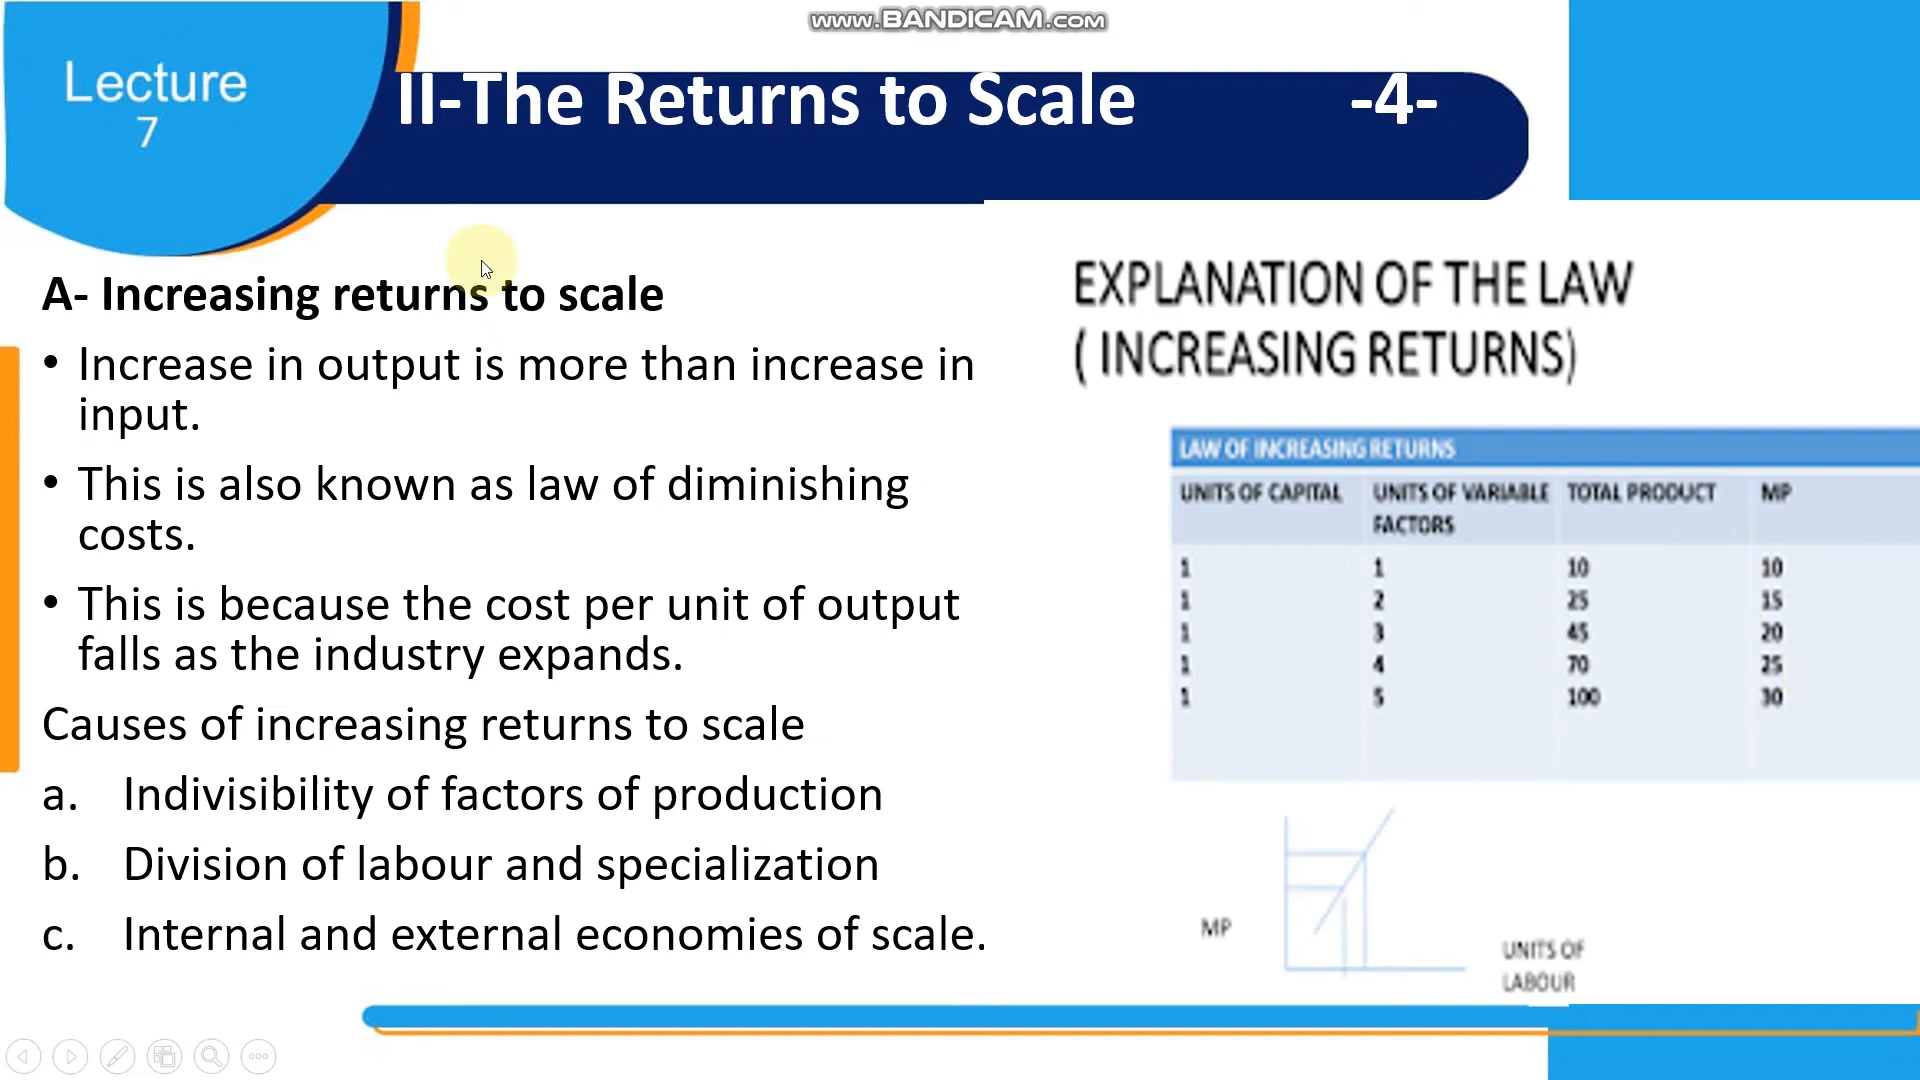 www.BANDICAM.com
Lecture
7
II-The Returns to Scale -4-
A- Increasing returns to scale
• Increase in output is more than increase in
input.
• This is also known as law of diminishing
costs.
• This is because the cost per unit of output
falls as the industry expands.
Causes of increasing returns to scale
a. Indivisibility of factors of production
b. Division of labour and specialization
c. Internal and external economies of scale.
EXPLANATION OF THE LAW
( INCREASING RETURNS)
LAW OF INCREASING RETURNS
UNITS OF CAPITAL UNITS OF VARIABLE TOTAL PRODUCT MP
FACTORS
1 1 10 10
1 2 25 15
1 3 45 20
1 4 70 25
1 5 100 30
MP
UNITS OF
LABOUR